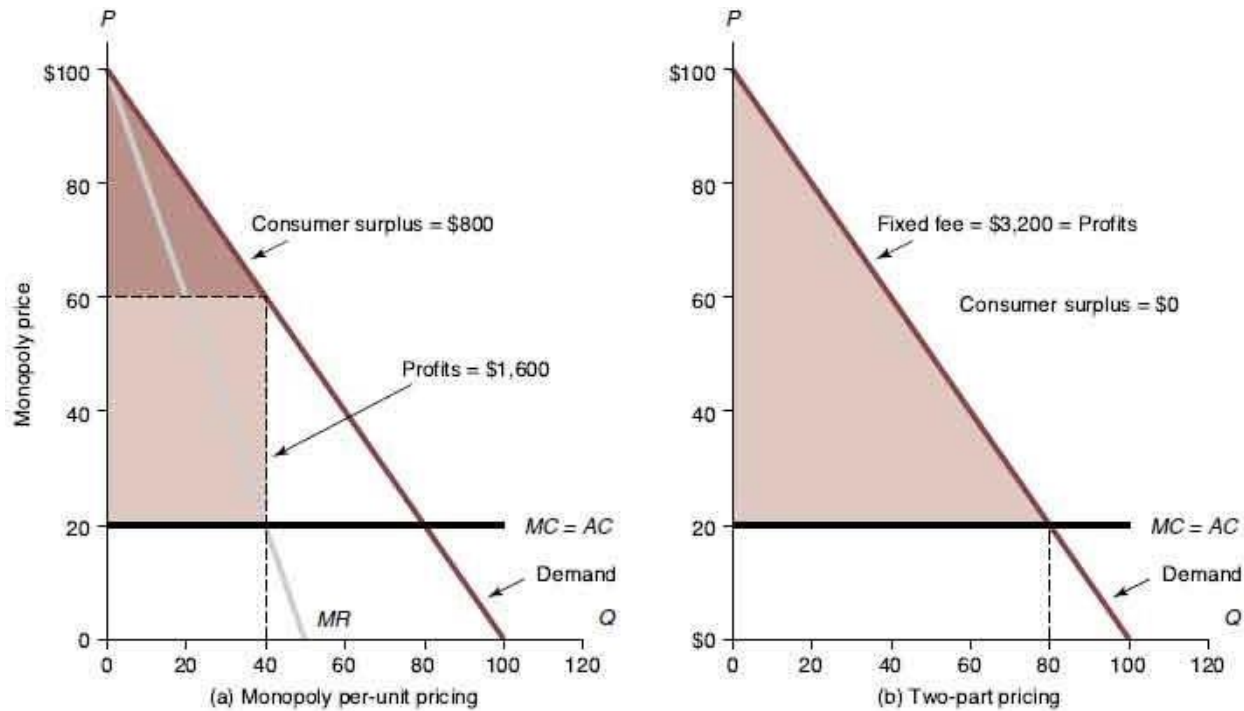 P
$100
80
60
40
20
0
Monopoly price
Consumer surplus = $800
Profits = $1,600
MC = AC
Demand
MR
Q
0 20 40 60 80 100 120
(a) Monopoly per-unit pricing
P
$100
80
60
40
20
$0
Fixed fee = $3,200 = Profits
Consumer surplus = $0
MC = AC
Demand
Q
0 20 40 60 80 100 120
(b) Two-part pricing